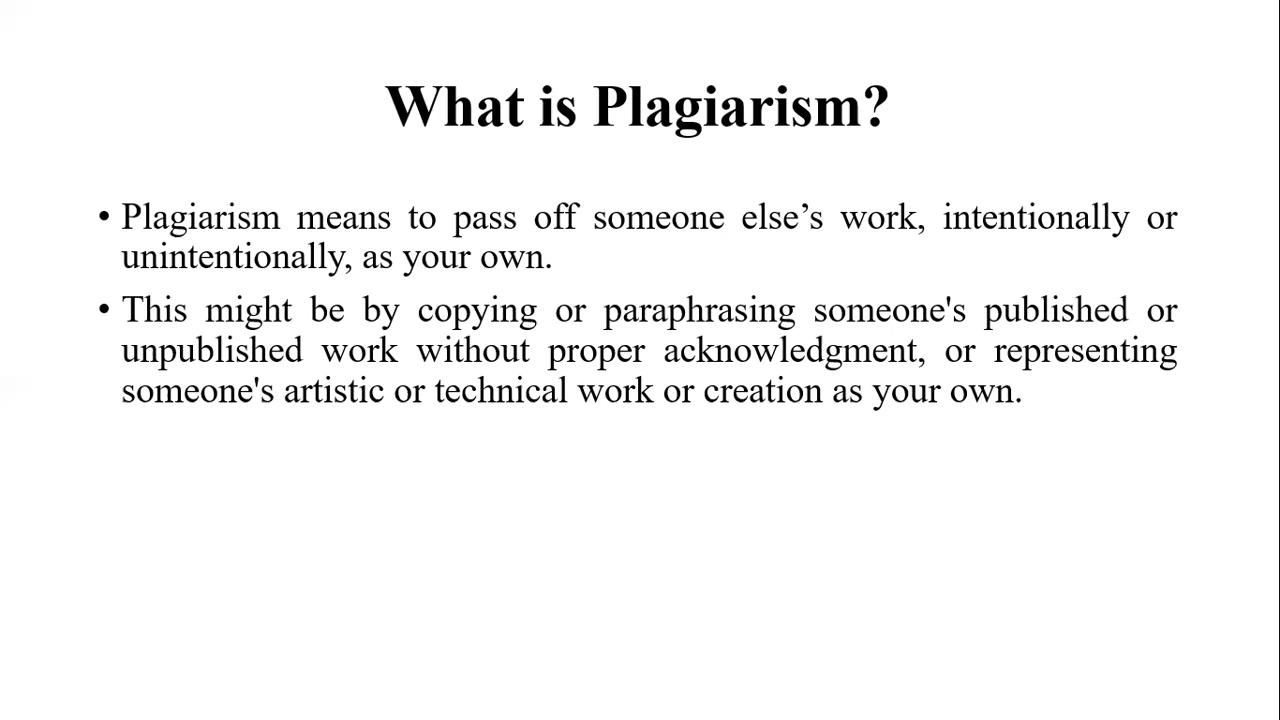 What is Plagiarism?
• Plagiarism means to pass off someone else’s work, intentionally or
unintentionally, as your own.
• This might be by copying or paraphrasing someone's published or
unpublished work without proper acknowledgment, or representing
someone's artistic or technical work or creation as your own.